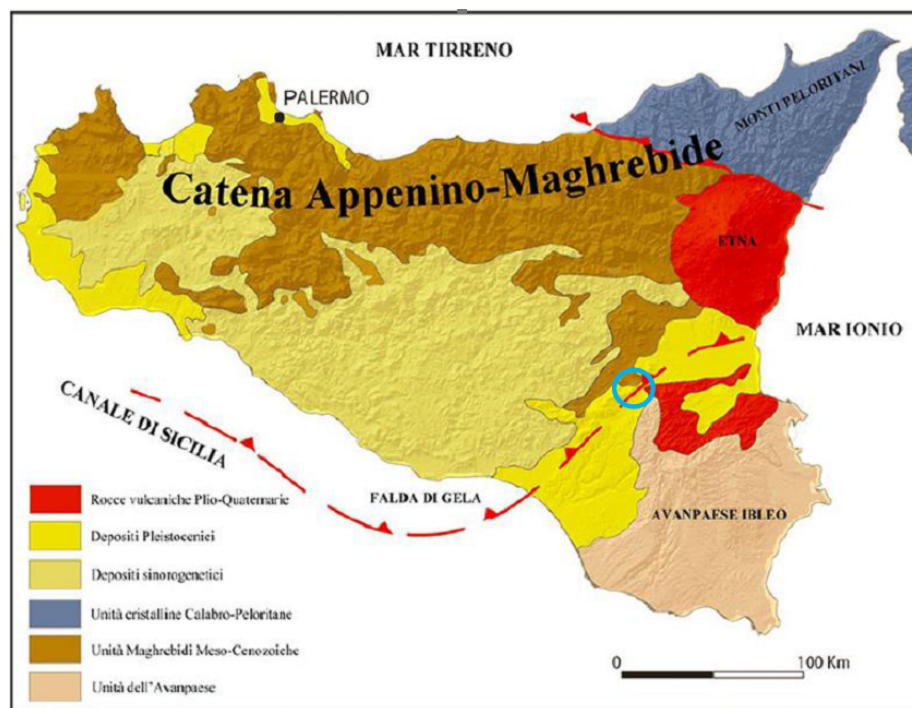 MAR TIRRENO
PALERMO
MONTI PELORITANI
Catena Appenino-Maghrebide
ETNA
MAR IONIO
CANALE DI SICILIA
FALDA DI GELA
AVANPAESE IBLEO
Rocce vulcaniche Plio-Quaternarie
Depositi Pleistocenici
Depositi sinorogenetici
Unità cristalline Calabro-Peloritane
Unità Maghrebidi Meso-Cenozoiche
Unità dell'Avanpaese
0 100 Km